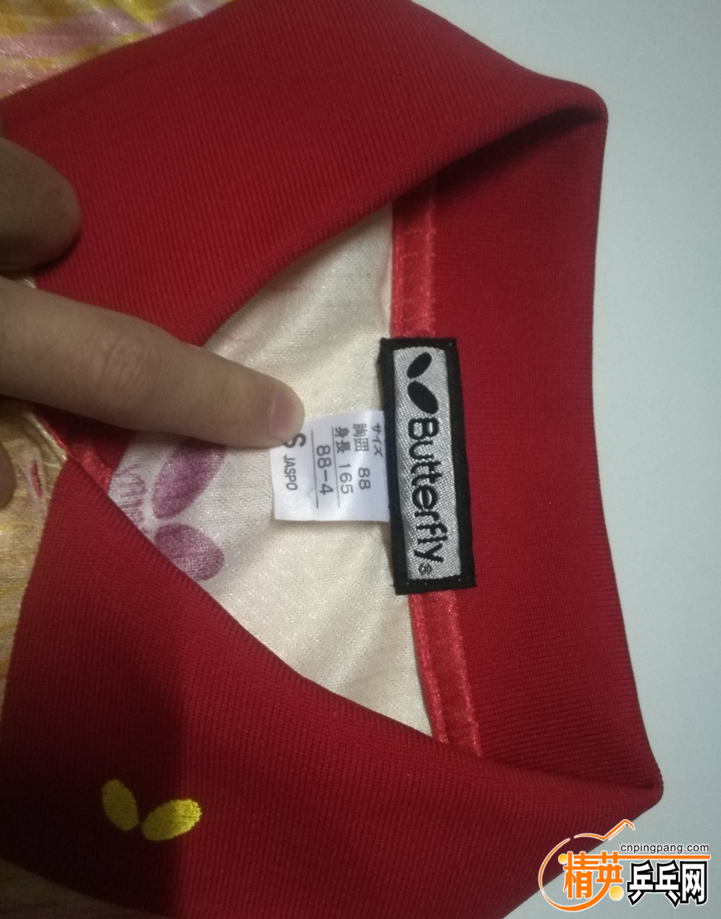 Butterfly®
サイズ
胸囲 88
身長 165
88-4
S JASPO
cnpingpang.com
精英乒乓网